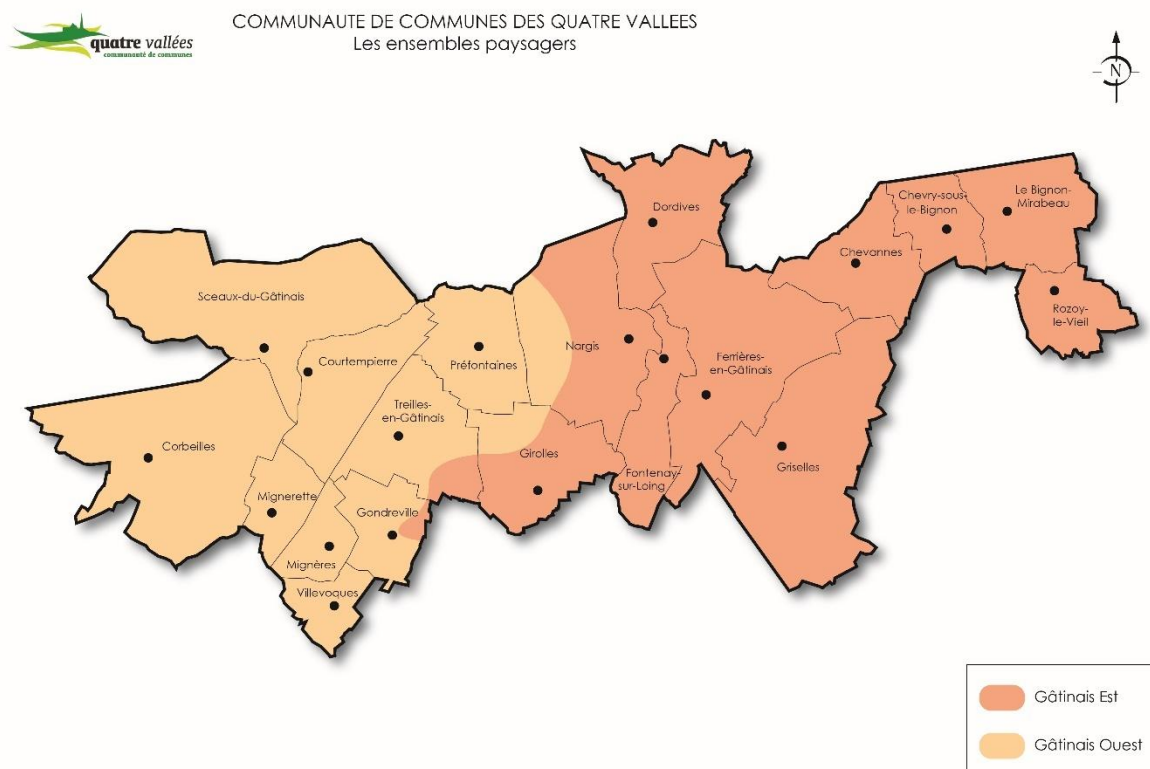 COMMUNAUTE DE COMMUNES DES QUATRE VALLEES
Les ensembles paysagers
quatre vallées
communauté de communes
N
Dordives
Chevry-sous-
le-Bignon
Le Bignon-
Mirabeau
Chevannes
Sceaux-du-Gâtinais
Rozoy-
le-Vieil
Courtempierre
Préfontaines
Nargis
Ferrières-
en-Gâtinais
Treilles-
en-Gâtinais
Corbeilles
Girolles
Griselles
Fontenay-
sur-Loing
Mignerette
Gondreville
Mignères
Villevoques
Gâtinais Est
Gâtinais Ouest